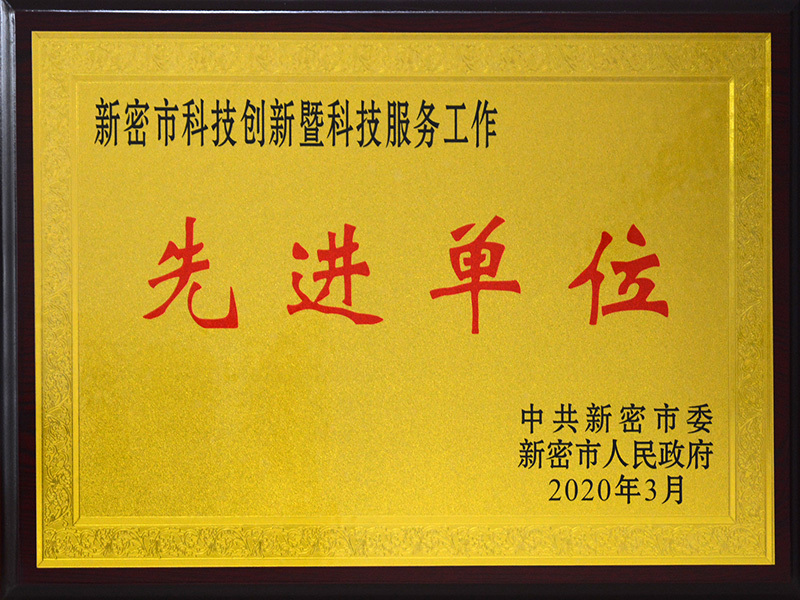 新密市科技创新暨科技服务工作
先进单位
中共新密市委
新密市人民政府
2020年3月